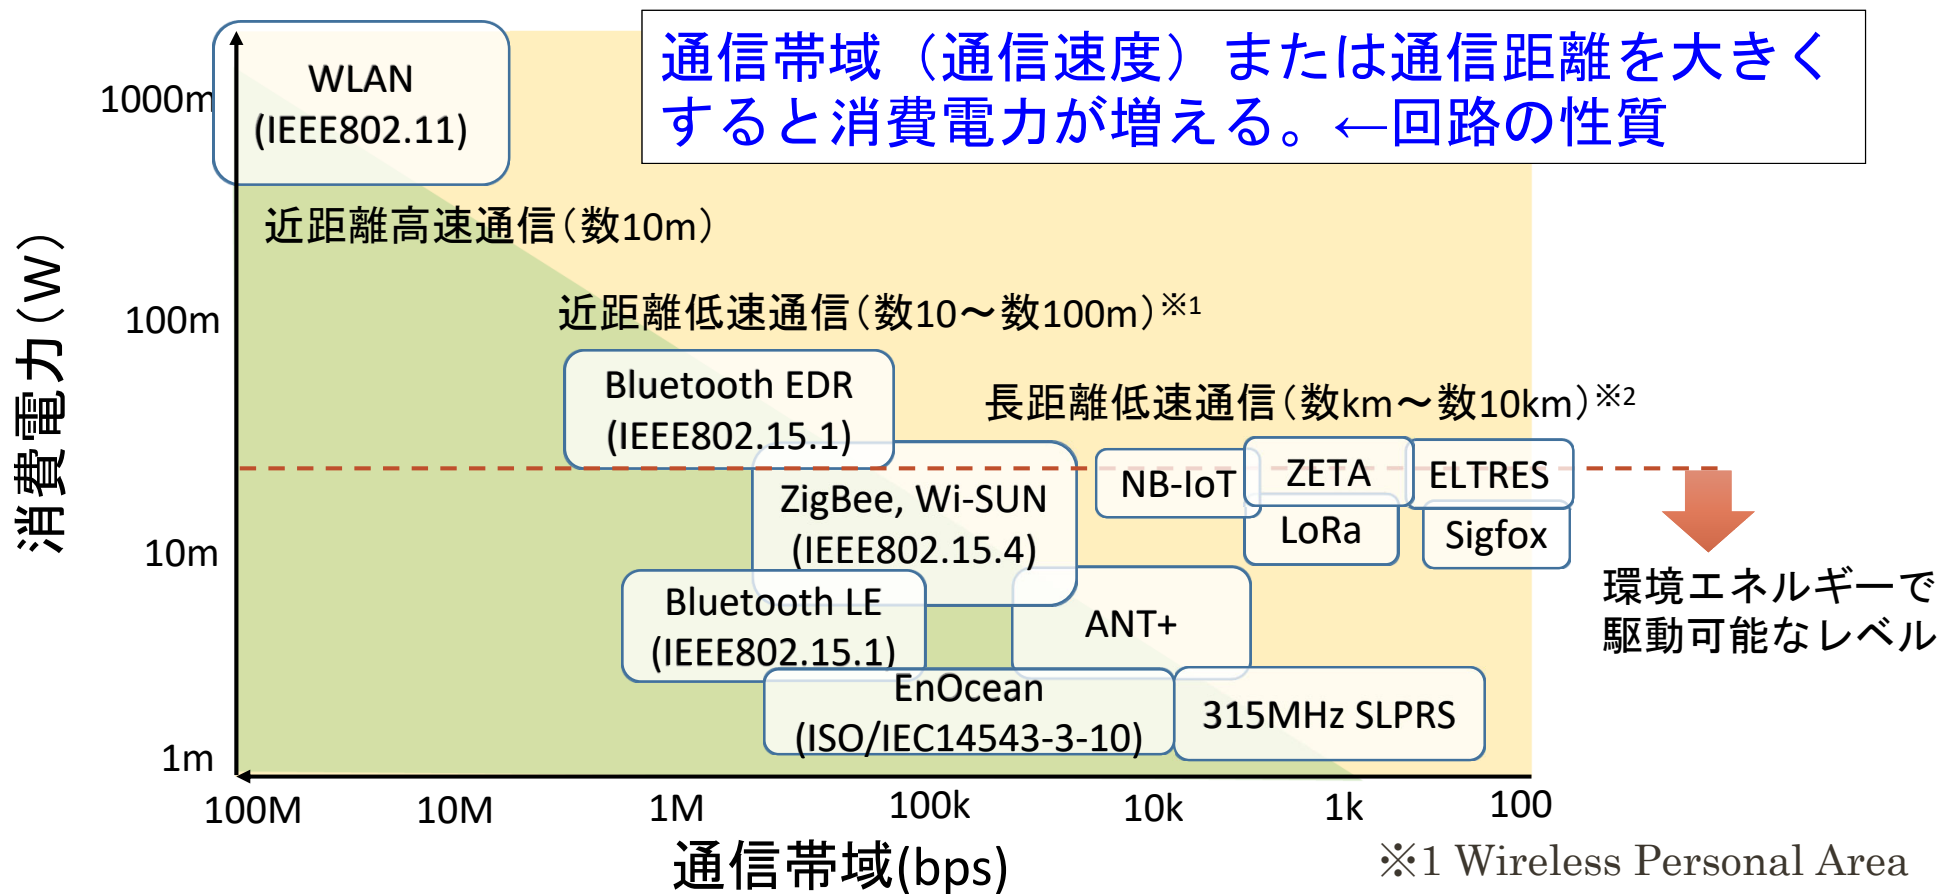 通信帯域（通信速度）または通信距離を大きく
すると消費電力が増える。←回路の性質
WLAN
(IEEE802.11)
1000m
近距離高速通信（数10m）
近距離低速通信（数10～数100m）※1
100m
Bluetooth EDR
(IEEE802.15.1)
長距離低速通信（数km～数10km）※2
ZigBee, Wi-SUN
(IEEE802.15.4)
NB-IoT
ZETA
ELTRES
LoRa
Sigfox
10m
環境エネルギーで
駆動可能なレベル
Bluetooth LE
(IEEE802.15.1)
ANT+
EnOcean
(ISO/IEC14543-3-10)
315MHz SLPRS
1m
消費電力（W）
100M
10M
1M
100k
10k
1k
100
通信帯域(bps)
※1 Wireless Personal Area